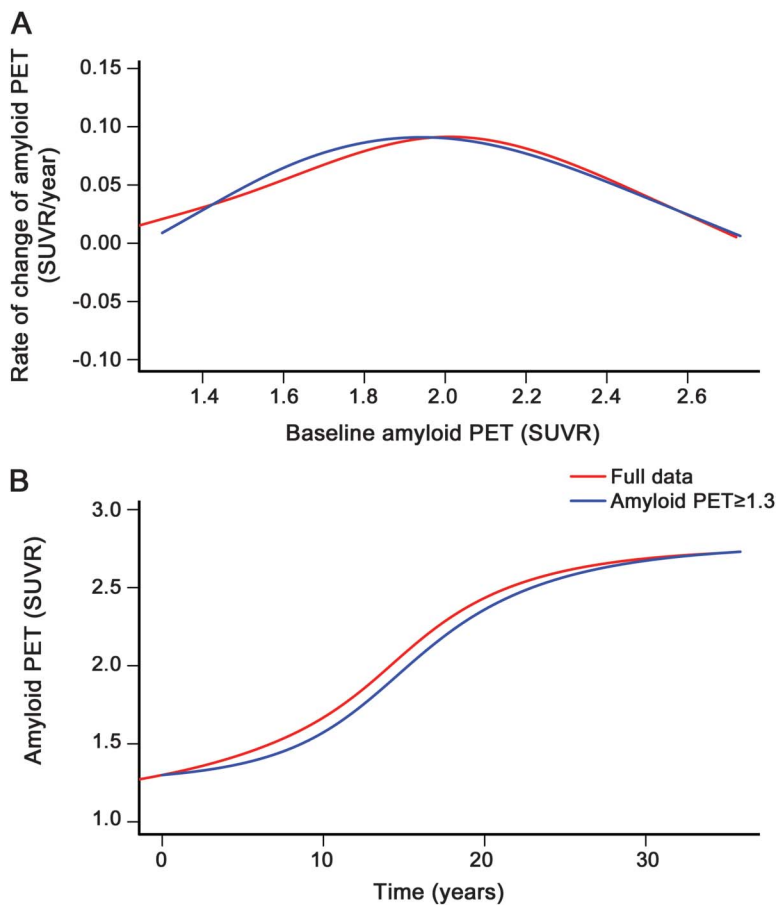 A
Rate of change of amyloid PET
(SUVR/year)
0.15
0.10
0.05
0.00
-0.05
-0.10
1.4 1.6 1.8 2.0 2.2 2.4 2.6
Baseline amyloid PET (SUVR)
B
Full data
Amyloid PET≥1.3
Amyloid PET (SUVR)
3.0
2.5
2.0
1.5
1.0
0 10 20 30
Time (years)